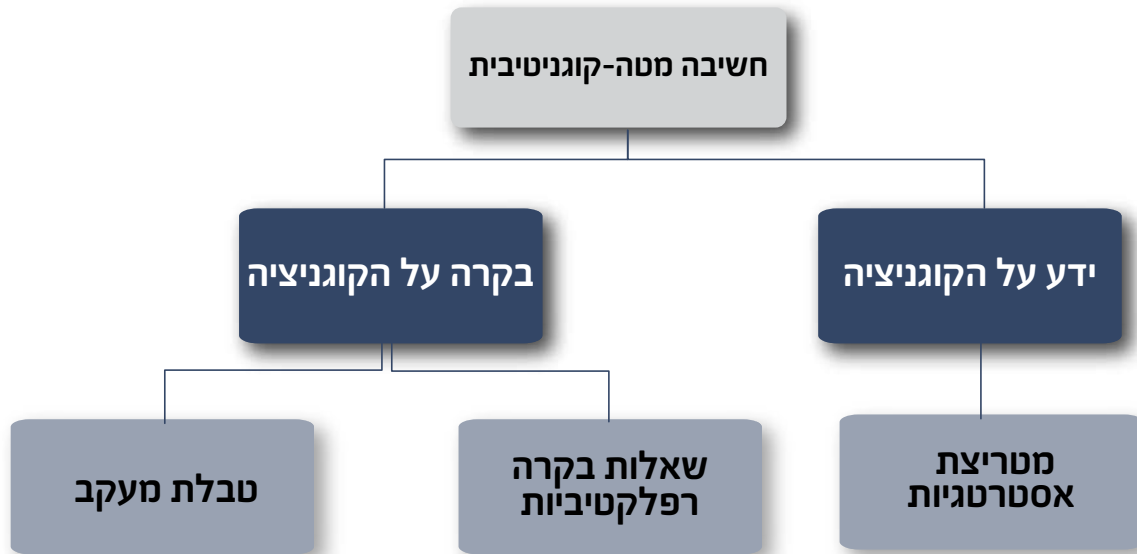 חשיבה מטה-קוגניטיבית
ידע על הקוגניציה
בקרה על הקוגניציה
מטריצת
אסטרטגיות
שאלות בקרה
רפלקטיביות
טבלת מעקב